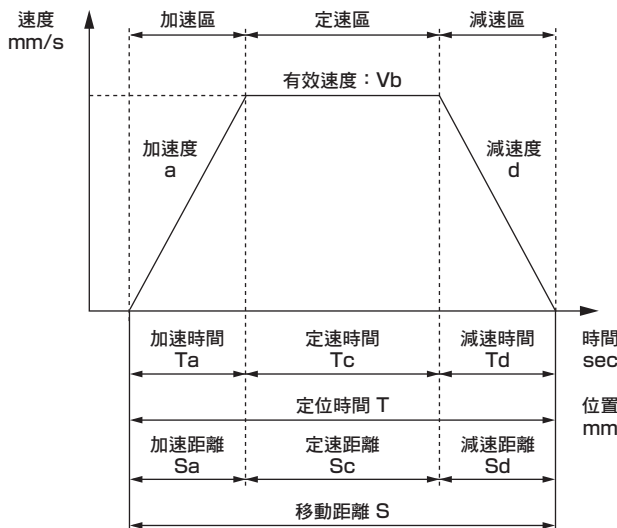 速度
mm/s
加速區
定速區
減速區
有效速度：Vb
加速度
a
減速度
d
加速時間
Ta
定速時間
Tc
減速時間
Td
時間
sec
定位時間 T
位置
mm
加速距離
Sa
定速距離
Sc
減速距離
Sd
移動距離 S